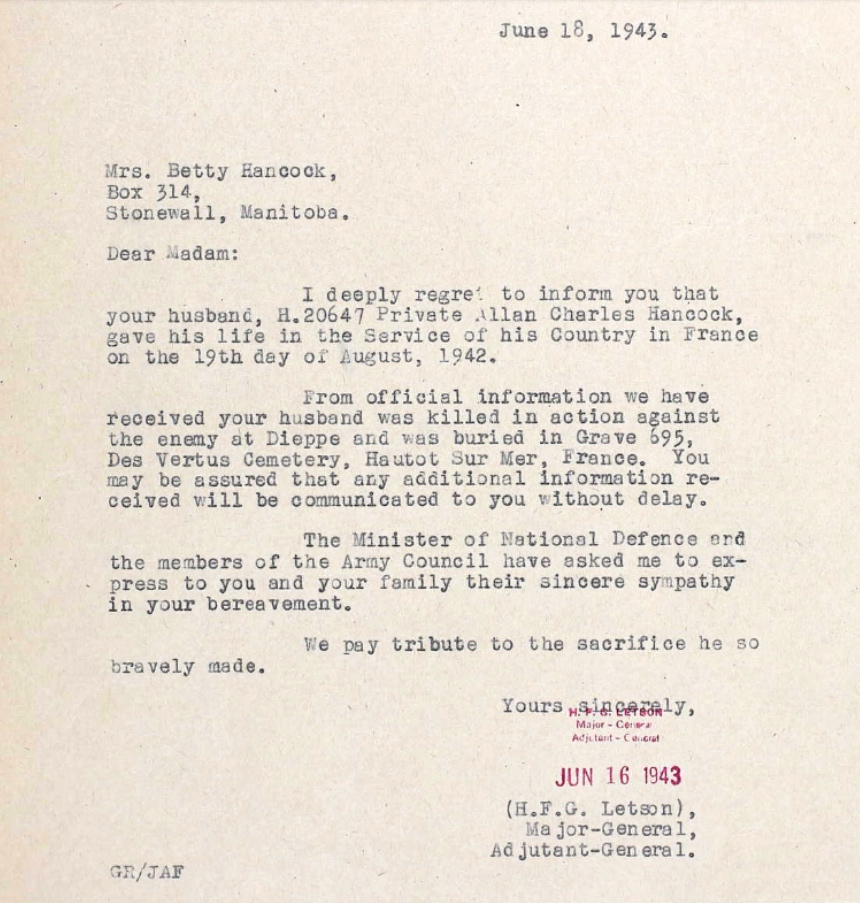 June 18, 1943.
Mrs. Betty Hancock,
Box 314,
Stonewall, Manitoba.
Dear Madam:
I deeply regret to inform you that
your husband, H.20647 Private Allan Charles Hancock,
gave his life in the Service of his Country in France
on the 19th day of August, 1942.
From official information we have
received your husband was killed in action against
the enemy at Dieppe and was buried in Grave 695,
Des Vertus Cemetery, Hautot Sur Mer, France. You
may be assured that any additional information re-
ceived will be communicated to you without delay.
The Minister of National Defence and
the members of the Army Council have asked me to ex-
press to you and your family their sincere sympathy
in your bereavement.
We pay tribute to the sacrifice he so
bravely made.
Yours sincerely,
H. F. G. LETSON
Major - General
Adjutant - General
JUN 16 1943
(H.F.G. Letson),
Major-General,
Adjutant-General.
GR/JAF